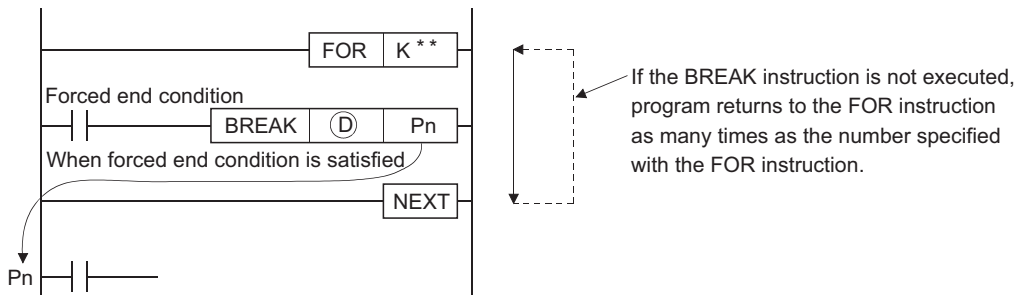 FOR K**
If the BREAK instruction is not executed,
program returns to the FOR instruction
as many times as the number specified
with the FOR instruction.
Forced end condition
BREAK Ⓓ Pn
When forced end condition is satisfied
NEXT
Pn